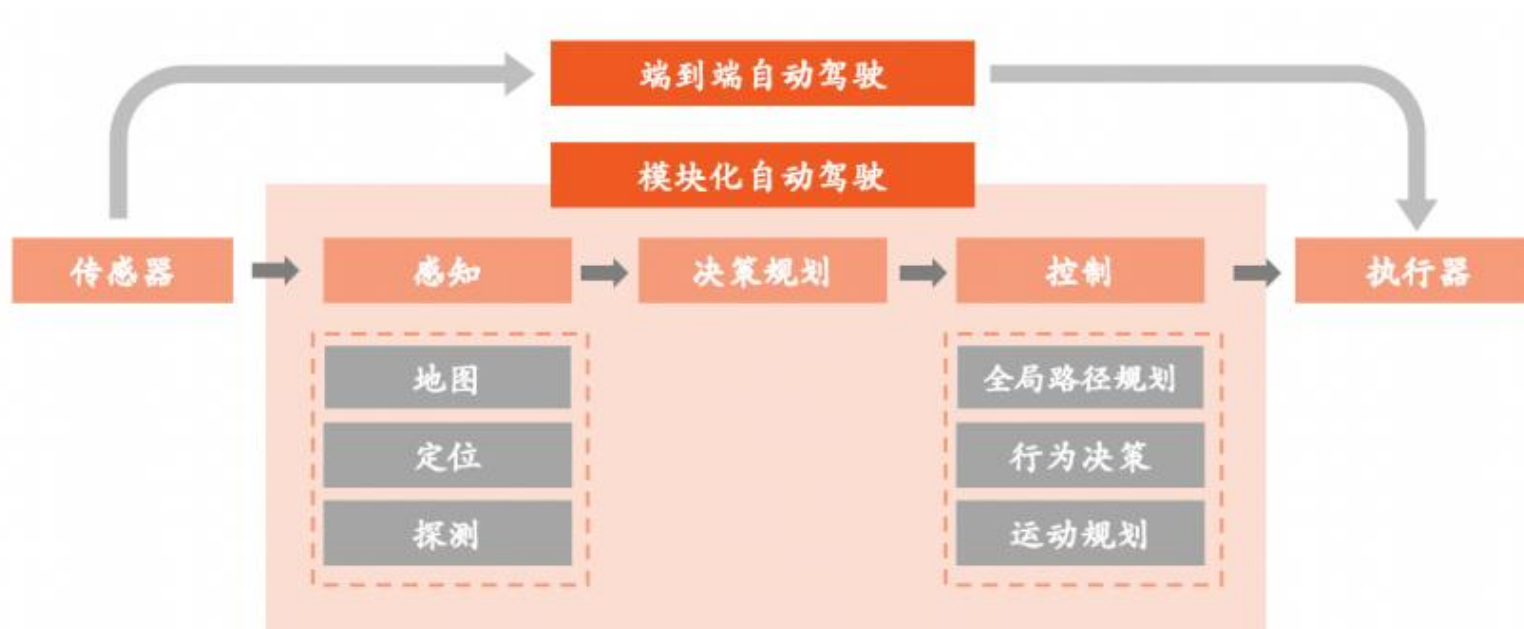 端到端自动驾驶
模块化自动驾驶
传感器
感知
决策规划
控制
执行器
地图
定位
探测
全局路径规划
行为决策
运动规划